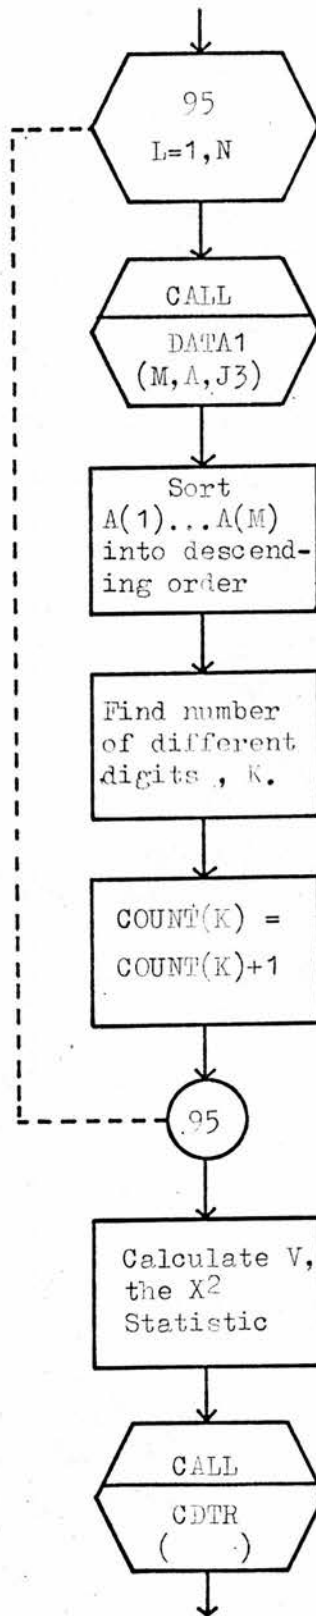 95
L=1,N
CALL
DATA1
(M,A,J3)
Sort
A(1)...A(M)
into descend-
ing order
Find number
of different
digits , K.
COUNT(K) =
COUNT(K)+1
95
Calculate V,
the X²
Statistic
CALL
CDTR
(    )